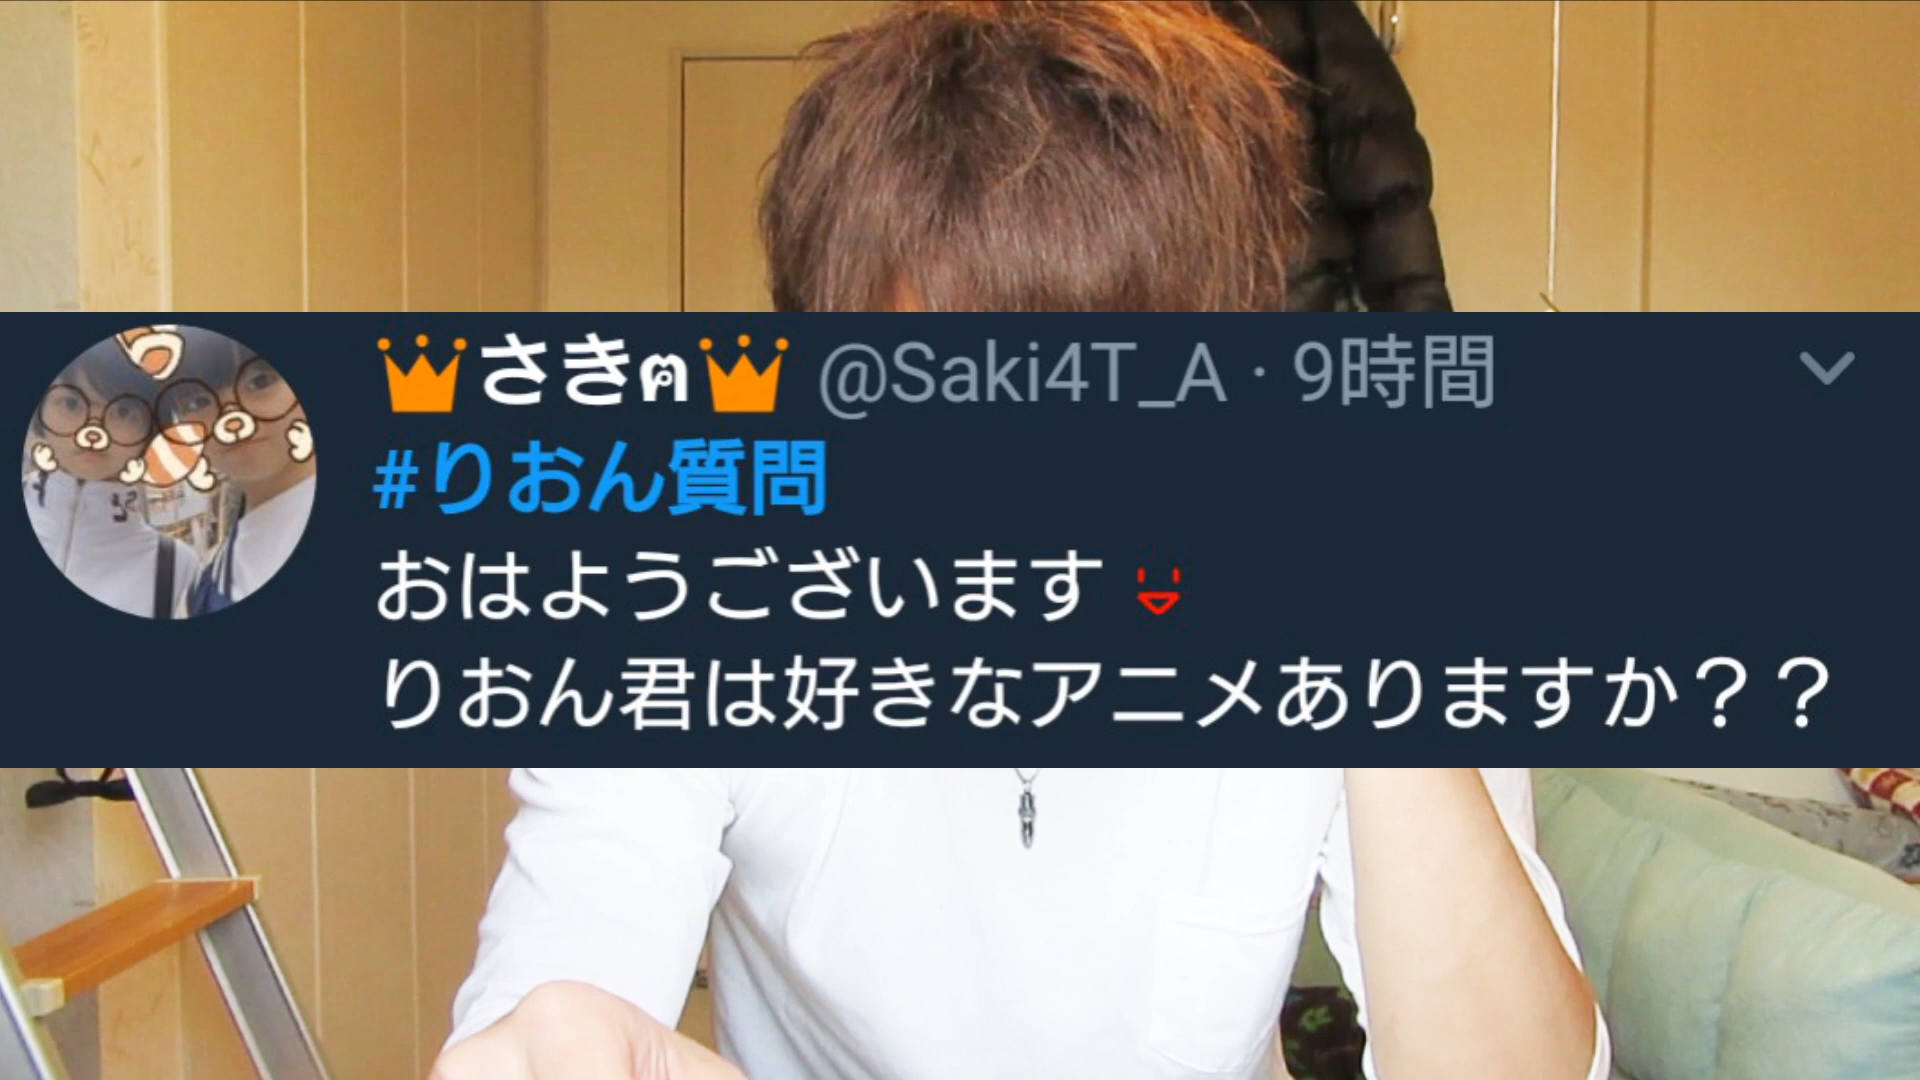 👑さきฅ👑 @Saki4T_A · 9時間
#りおん質問
おはようございます
りおん君は好きなアニメありますか？？